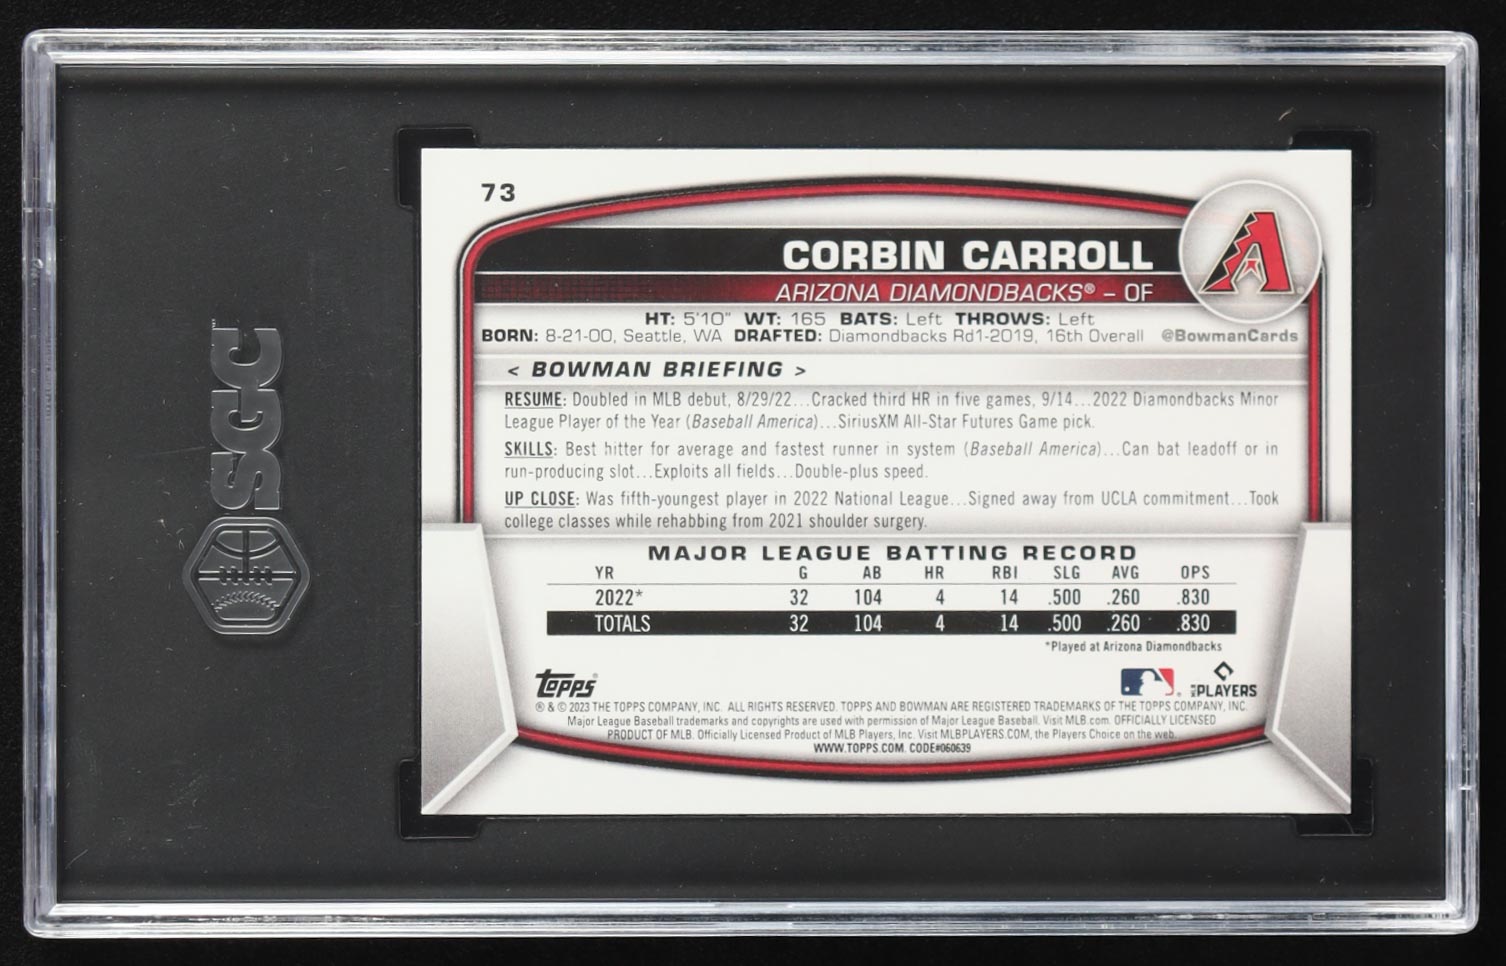 73
CORBIN CARROLL
ARIZONA DIAMONDBACKS® – OF
HT: 5'10" WT: 165 BATS: Left THROWS: Left
BORN: 8-21-00, Seattle, WA DRAFTED: Diamondbacks Rd1-2019, 16th Overall @BowmanCards
< BOWMAN BRIEFING >
RESUME: Doubled in MLB debut, 8/29/22...Cracked third HR in five games, 9/14...2022 Diamondbacks Minor
League Player of the Year (Baseball America)...SiriusXM All-Star Futures Game pick.
SKILLS: Best hitter for average and fastest runner in system (Baseball America)...Can bat leadoff or in
run-producing slot...Exploits all fields...Double-plus speed.
UP CLOSE: Was fifth-youngest player in 2022 National League...Signed away from UCLA commitment...Took
college classes while rehabbing from 2021 shoulder surgery.
MAJOR LEAGUE BATTING RECORD
YR G AB HR RBI SLG AVG OPS
2022* 32 104 4 14 .500 .260 .830
TOTALS 32 104 4 14 .500 .260 .830
*Played at Arizona Diamondbacks
Topps
MLB PLAYERS
® & © 2023 THE TOPPS COMPANY, INC. ALL RIGHTS RESERVED. TOPPS AND BOWMAN ARE REGISTERED TRADEMARKS OF THE TOPPS COMPANY, INC.
Major League Baseball trademarks and copyrights are used with permission of Major League Baseball. Visit MLB.com. OFFICIALLY LICENSED
PRODUCT OF MLB. Officially Licensed Product of MLB Players, Inc. Visit MLBPLAYERS.COM, the Players Choice on the web.
WWW.TOPPS.COM. CODE#060639
SGC